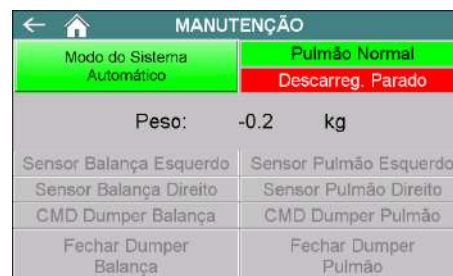 MANUTENÇÃO
Modo do Sistema
Automático
Pulmão Normal
Descarreg. Parado
Peso: -0.2 kg
Sensor Balança Esquerdo
Sensor Pulmão Esquerdo
Sensor Balança Direito
Sensor Pulmão Direito
CMD Dumper Balança
CMD Dumper Pulmão
Fechar Dumper
Balança
Fechar Dumper
Pulmão